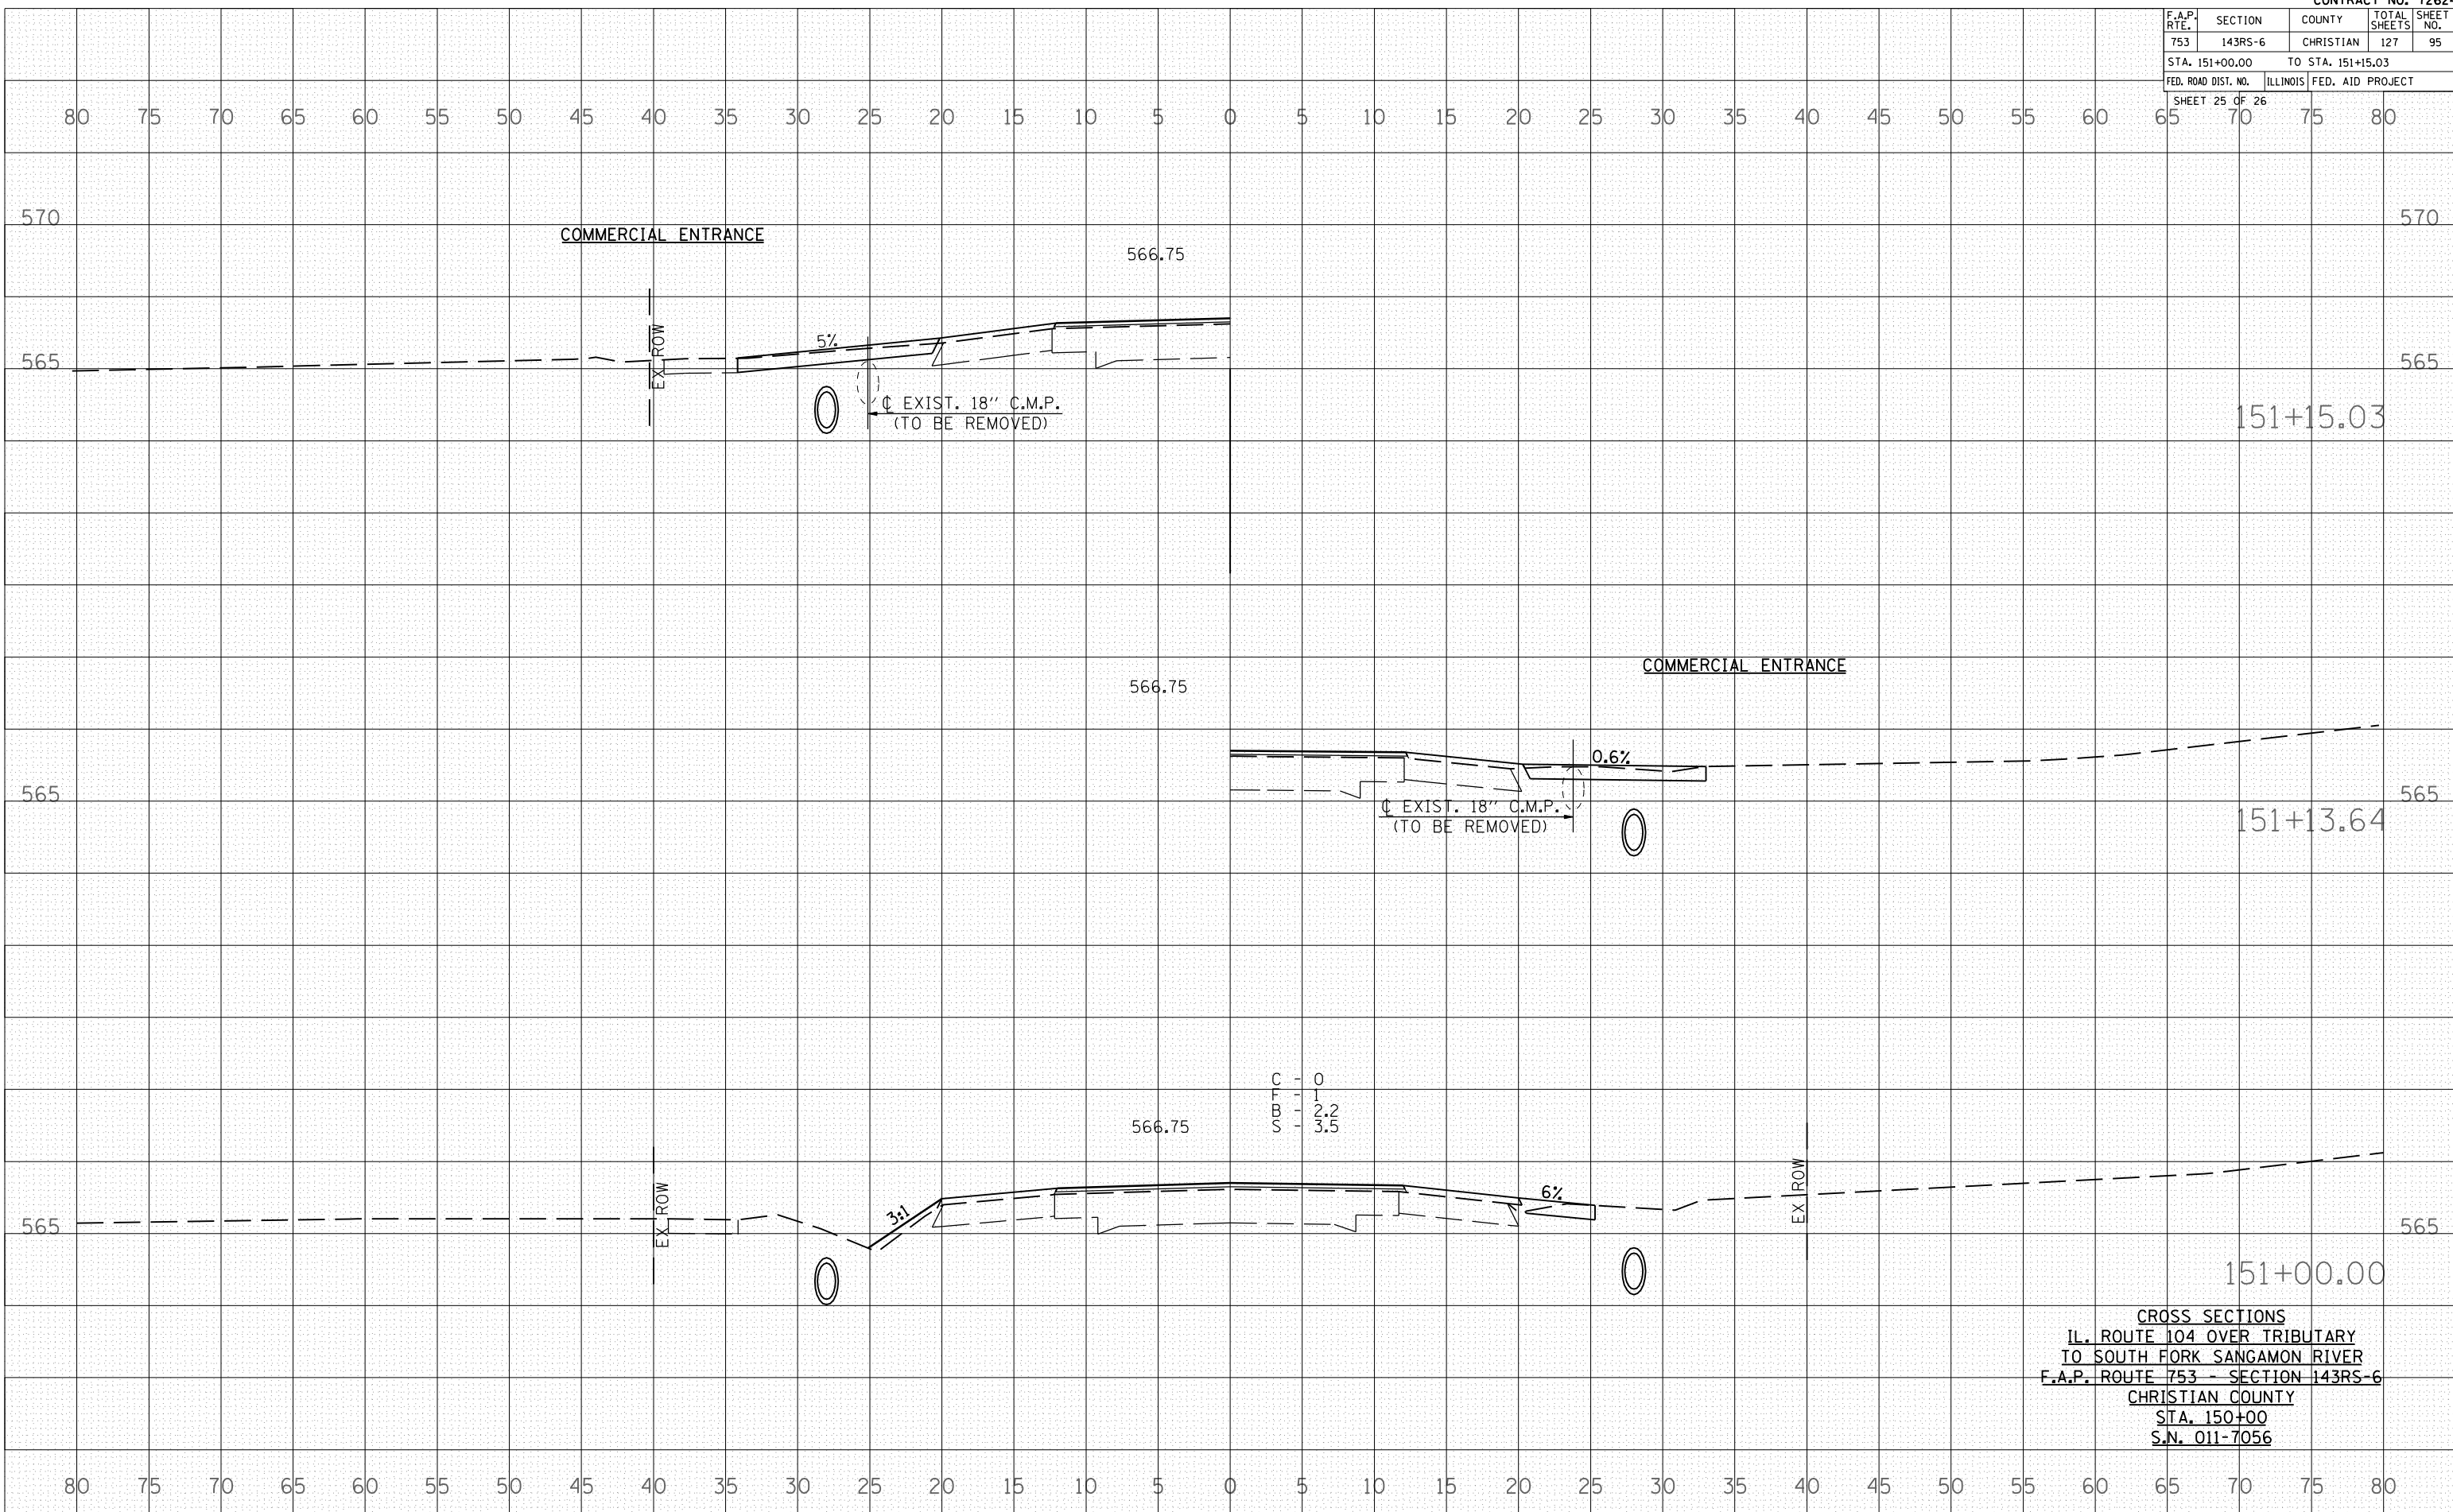 CONTRACT NO.
F.A.P. RTE. SECTION COUNTY TOTAL SHEETS SHEET NO.
753 143RS-6 CHRISTIAN 127 95
STA. 151+00.00 TO STA. 151+15.03
FED. ROAD DIST. NO. ILLINOIS FED. AID PROJECT
SHEET 25 OF 26
80 75 70 65 60 55 50 45 40 35 30 25 20 15 10 5 0 5 10 15 20 25 30 35 40 45 50 55 60 65 70 75 80
570 570
COMMERCIAL ENTRANCE
566.75
EX ROW
5%
565 565
℄ EXIST. 18'' C.M.P.
(TO BE REMOVED)
151+15.03
COMMERCIAL ENTRANCE
566.75
0.6%
565 565
℄ EXIST. 18'' C.M.P.
(TO BE REMOVED)
151+13.64
C - 0
F - 1
B - 2.2
S - 3.5
566.75
EX ROW
3:1
6%
EX ROW
565 565
151+00.00
CROSS SECTIONS
IL. ROUTE 104 OVER TRIBUTARY
TO SOUTH FORK SANGAMON RIVER
F.A.P. ROUTE 753 - SECTION 143RS-6
CHRISTIAN COUNTY
STA. 150+00
S.N. 011-7056
80 75 70 65 60 55 50 45 40 35 30 25 20 15 10 5 0 5 10 15 20 25 30 35 40 45 50 55 60 65 70 75 80